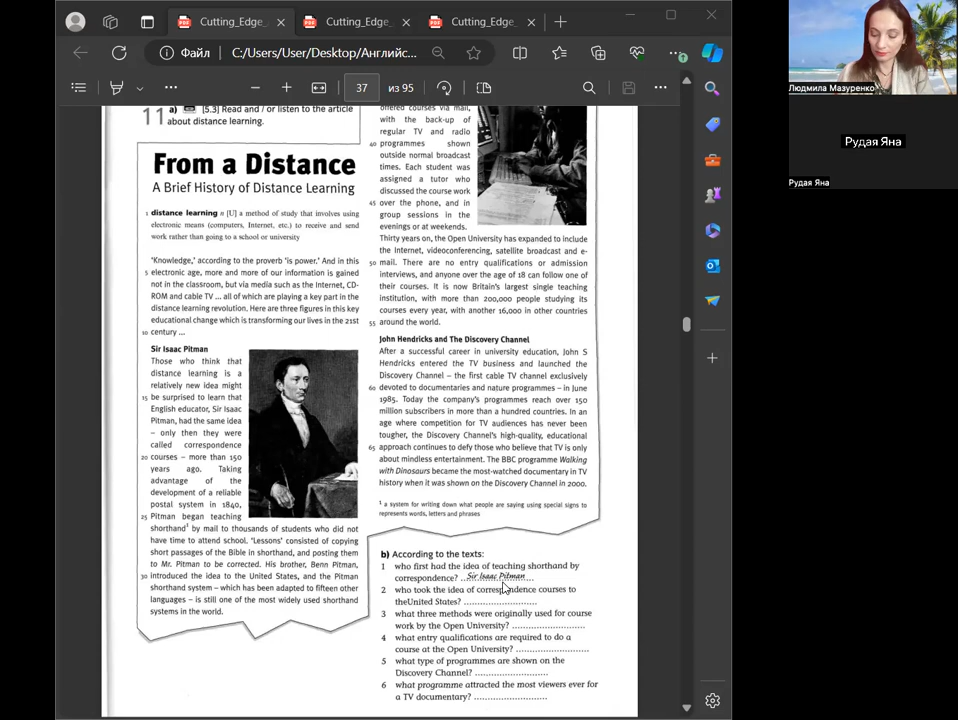 Cutting_Edge_
Cutting_Edge_
Cutting_Edge_
Файл
C:/Users/User/Desktop/Английс...
37
из 95
Людмила Мазуренко
Рудая Яна
Рудая Яна
11 a) [5.3] Read and / or listen to the article
about distance learning.
From a Distance
A Brief History of Distance Learning
1 distance learning n [U] a method of study that involves using
electronic means (computers, Internet, etc.) to receive and send
work rather than going to a school or university
'Knowledge,' according to the proverb 'is power.' And in this
5 electronic age, more and more of our information is gained
not in the classroom, but via media such as the Internet, CD-
ROM and cable TV ... all of which are playing a key part in the
distance learning revolution. Here are three figures in this key
educational change which is transforming our lives in the 21st
10 century ...
Sir Isaac Pitman
Those who think that
distance learning is a
relatively new idea might
15 be surprised to learn that
English educator, Sir Isaac
Pitman, had the same idea
– only then they were
called correspondence
20 courses – more than 150
years ago. Taking
advantage of the
development of a reliable
postal system in 1840,
25 Pitman began teaching
shorthand1 by mail to thousands of students who did not
have time to attend school. 'Lessons' consisted of copying
short passages of the Bible in shorthand, and posting them
to Mr. Pitman to be corrected. His brother, Benn Pitman,
30 introduced the idea to the United States, and the Pitman
shorthand system – which has been adapted to fifteen other
languages – is still one of the most widely used shorthand
systems in the world.
offered courses via mail,
with the back-up of
regular TV and radio
40 programmes shown
outside normal broadcast
times. Each student was
assigned a tutor who
discussed the course work
45 over the phone, and in
group sessions in the
evenings or at weekends.
Thirty years on, the Open University has expanded to include
the Internet, videoconferencing, satellite broadcast and e-
50 mail. There are no entry qualifications or admission
interviews, and anyone over the age of 18 can follow one of
their courses. It is now Britain's largest single teaching
institution, with more than 200,000 people studying its
courses every year, with another 16,000 in other countries
55 around the world.
John Hendricks and The Discovery Channel
After a successful career in university education, John S
Hendricks entered the TV business and launched the
Discovery Channel – the first cable TV channel exclusively
60 devoted to documentaries and nature programmes – in June
1985. Today the company's programmes reach over 150
million subscribers in more than a hundred countries. In an
age where competition for TV audiences has never been
tougher, the Discovery Channel's high-quality, educational
65 approach continues to defy those who believe that TV is only
about mindless entertainment. The BBC programme Walking
with Dinosaurs became the most-watched documentary in TV
history when it was shown on the Discovery Channel in 2000.
1 a system for writing down what people are saying using special signs to
represents words, letters and phrases
b) According to the texts:
1 who first had the idea of teaching shorthand by
correspondence? ...Sir Isaac Pitman...
2 who took the idea of correspondence courses to
theUnited States? ........................
3 what three methods were originally used for course
work by the Open University? ........................
4 what entry qualifications are required to do a
course at the Open University? ........................
5 what type of programmes are shown on the
Discovery Channel? ........................
6 what programme attracted the most viewers ever for
a TV documentary? ........................